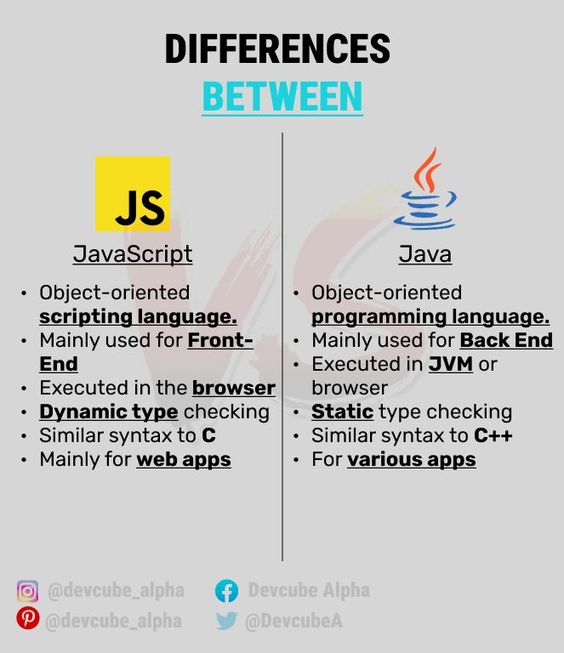 DIFFERENCES
BETWEEN
VS
JS
JavaScript
• Object-oriented
scripting language.
• Mainly used for Front-
End
• Executed in the browser
• Dynamic type checking
• Similar syntax to C
• Mainly for web apps
Java
• Object-oriented
programming language.
• Mainly used for Back End
• Executed in JVM or
browser
• Static type checking
• Similar syntax to C++
• For various apps
@devcube_alpha
Devcube Alpha
@devcube_alpha
@DevcubeA